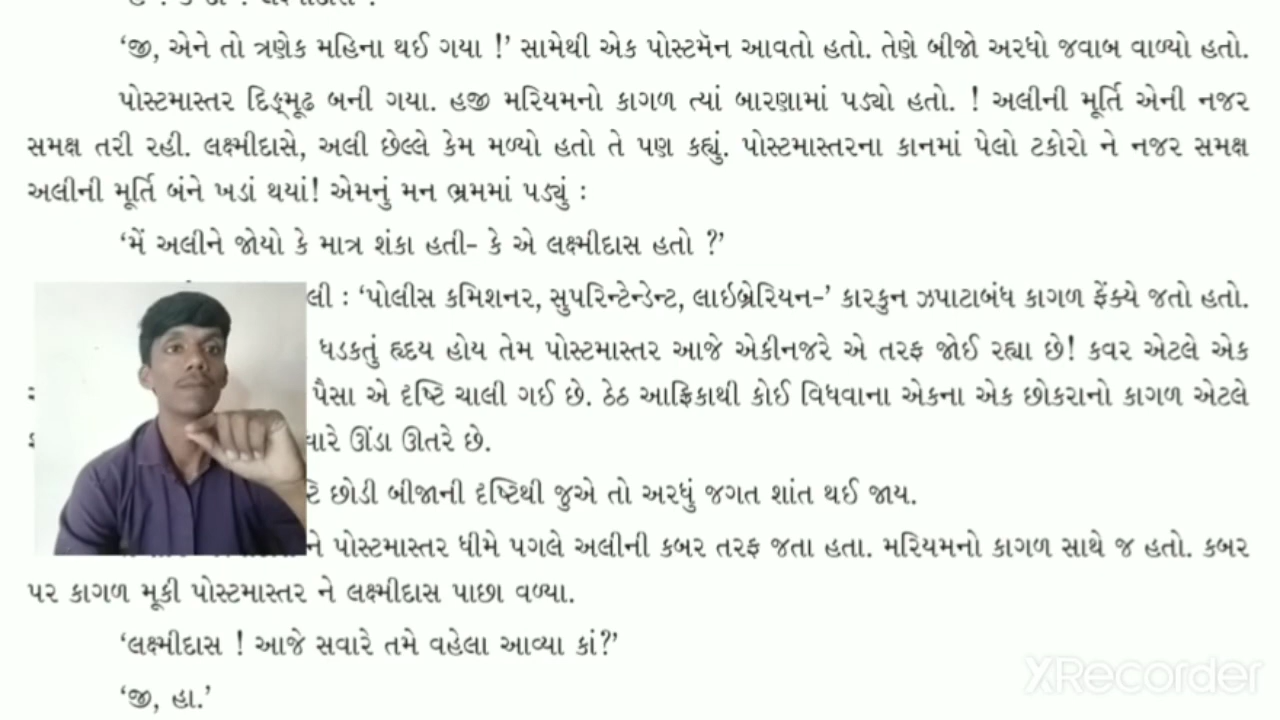 ‘જી, એને તો ત્રણેક મહિના થઈ ગયા !’ સામેથી એક પોસ્ટમૅન આવતો હતો. તેણે બીજો અરધો જવાબ વાળ્યો હતો.
પોસ્ટમાસ્તર દિઙ્મૂઢ બની ગયા. હજી મરિયમનો કાગળ ત્યાં બારણામાં પડ્યો હતો. ! અલીની મૂર્તિ એની નજર
સમક્ષ તરી રહી. લક્ષ્મીદાસે, અલી છેલ્લે કેમ મળ્યો હતો તે પણ કહ્યું. પોસ્ટમાસ્તરના કાનમાં પેલો ટકોરો ને નજર સમક્ષ
અલીની મૂર્તિ બંને ખડાં થયાં! એમનું મન ભ્રમમાં પડ્યું :
‘મેં અલીને જોયો કે માત્ર શંકા હતી- કે એ લક્ષ્મીદાસ હતો ?’
લી : ‘પોલીસ કમિશનર, સુપરિન્ટેન્ડેન્ટ, લાઇબ્રેરિયન-’ કારકુન ઝપાટાબંધ કાગળ ફેંક્યે જતો હતો.
ધડકતું હૃદય હોય તેમ પોસ્ટમાસ્તર આજે એકીનજરે એ તરફ જોઈ રહ્યા છે! કવર એટલે એક
પૈસા એ દૃષ્ટિ ચાલી ગઈ છે. ઠેઠ આફ્રિકાથી કોઈ વિધવાના એકના એક છોકરાનો કાગળ એટલે
વારે ઊંડા ઊતરે છે.
છોડી બીજાની દૃષ્ટિથી જુએ તો અરધું જગત શાંત થઈ જાય.
ને પોસ્ટમાસ્તર ધીમે પગલે અલીની કબર તરફ જતા હતા. મરિયમનો કાગળ સાથે જ હતો. કબર
પર કાગળ મૂકી પોસ્ટમાસ્તર ને લક્ષ્મીદાસ પાછા વળ્યા.
‘લક્ષ્મીદાસ ! આજે સવારે તમે વહેલા આવ્યા કાં?’
‘જી, હા.’
XRecorder